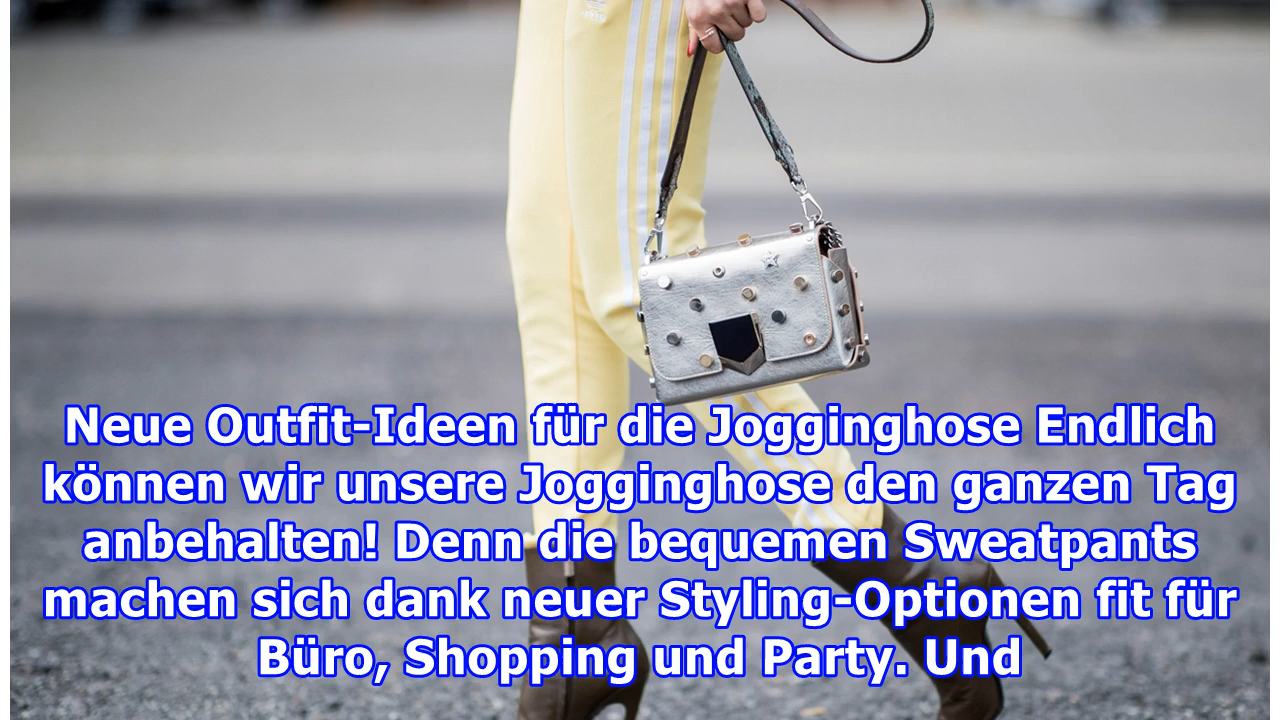 Neue Outfit-Ideen für die Jogginghose Endlich
können wir unsere Jogginghose den ganzen Tag
anbehalten! Denn die bequemen Sweatpants
machen sich dank neuer Styling-Optionen fit für
Büro, Shopping und Party. Und